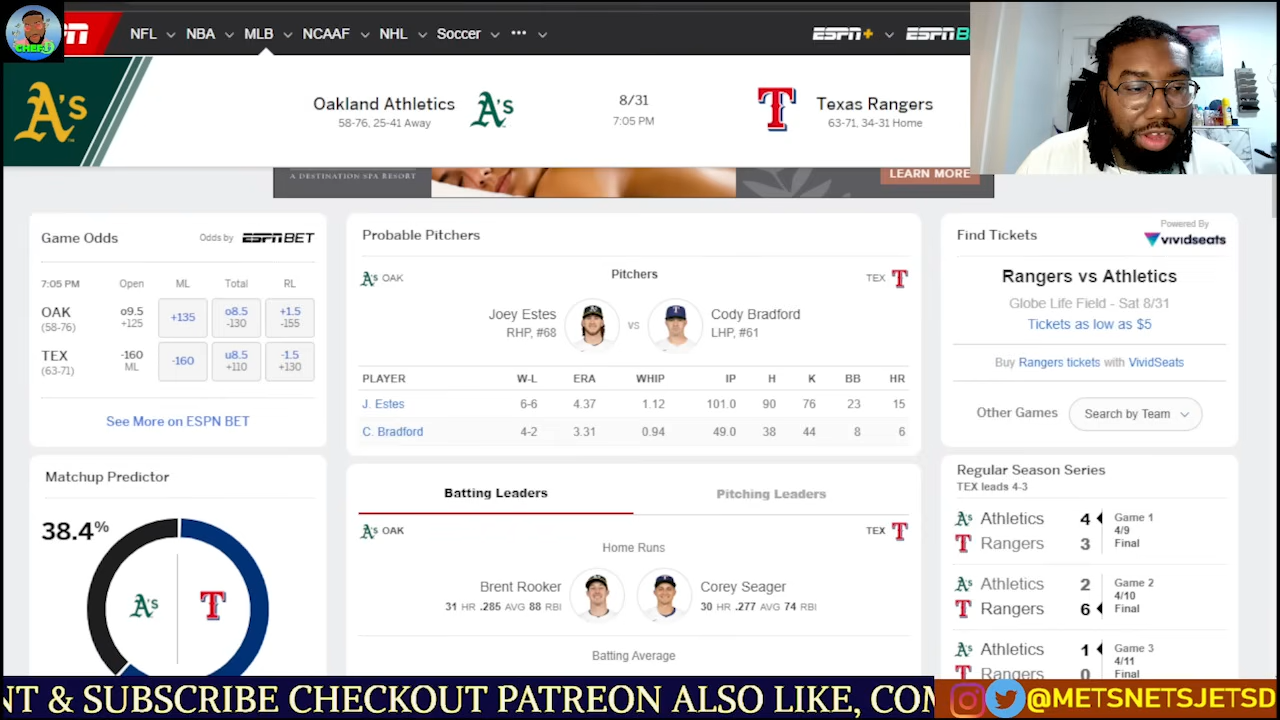 CHEFJ
NFL NBA MLB NCAAF NHL Soccer ••• ESPN+ ESPN B
Oakland Athletics
58-76, 25-41 Away
A's
8/31
7:05 PM
T
Texas Rangers
63-71, 34-31 Home
A DESTINATION SPA RESORT
LEARN MORE
Game Odds
Odds by ESPN BET
7:05 PM Open ML Total RL
OAK o9.5 +135 o8.5 +1.5
(58-76) +125 -130 -155
TEX -160 -160 u8.5 -1.5
(63-71) ML +110 +130
See More on ESPN BET
Matchup Predictor
38.4%
A's T
Probable Pitchers
A's OAK Pitchers TEX T
Joey Estes vs Cody Bradford
RHP, #68 LHP, #61
PLAYER W-L ERA WHIP IP H K BB HR
J. Estes 6-6 4.37 1.12 101.0 90 76 23 15
C. Bradford 4-2 3.31 0.94 49.0 38 44 8 6
Batting Leaders Pitching Leaders
A's OAK TEX T
Home Runs
Brent Rooker Corey Seager
31 HR .285 AVG 88 RBI 30 HR .277 AVG 74 RBI
Batting Average
Find Tickets
Powered By
vividseats
Rangers vs Athletics
Globe Life Field - Sat 8/31
Tickets as low as $5
Buy Rangers tickets with VividSeats
Other Games Search by Team
Regular Season Series
TEX leads 4-3
A's Athletics 4 Game 1
4/9
T Rangers 3 Final
A's Athletics 2 Game 2
4/10
T Rangers 6 Final
A's Athletics 1 Game 3
4/11
T Rangers 0 Final
NT & SUBSCRIBE CHECKOUT PATREON ALSO LIKE, COM
@METSNETSJETSD